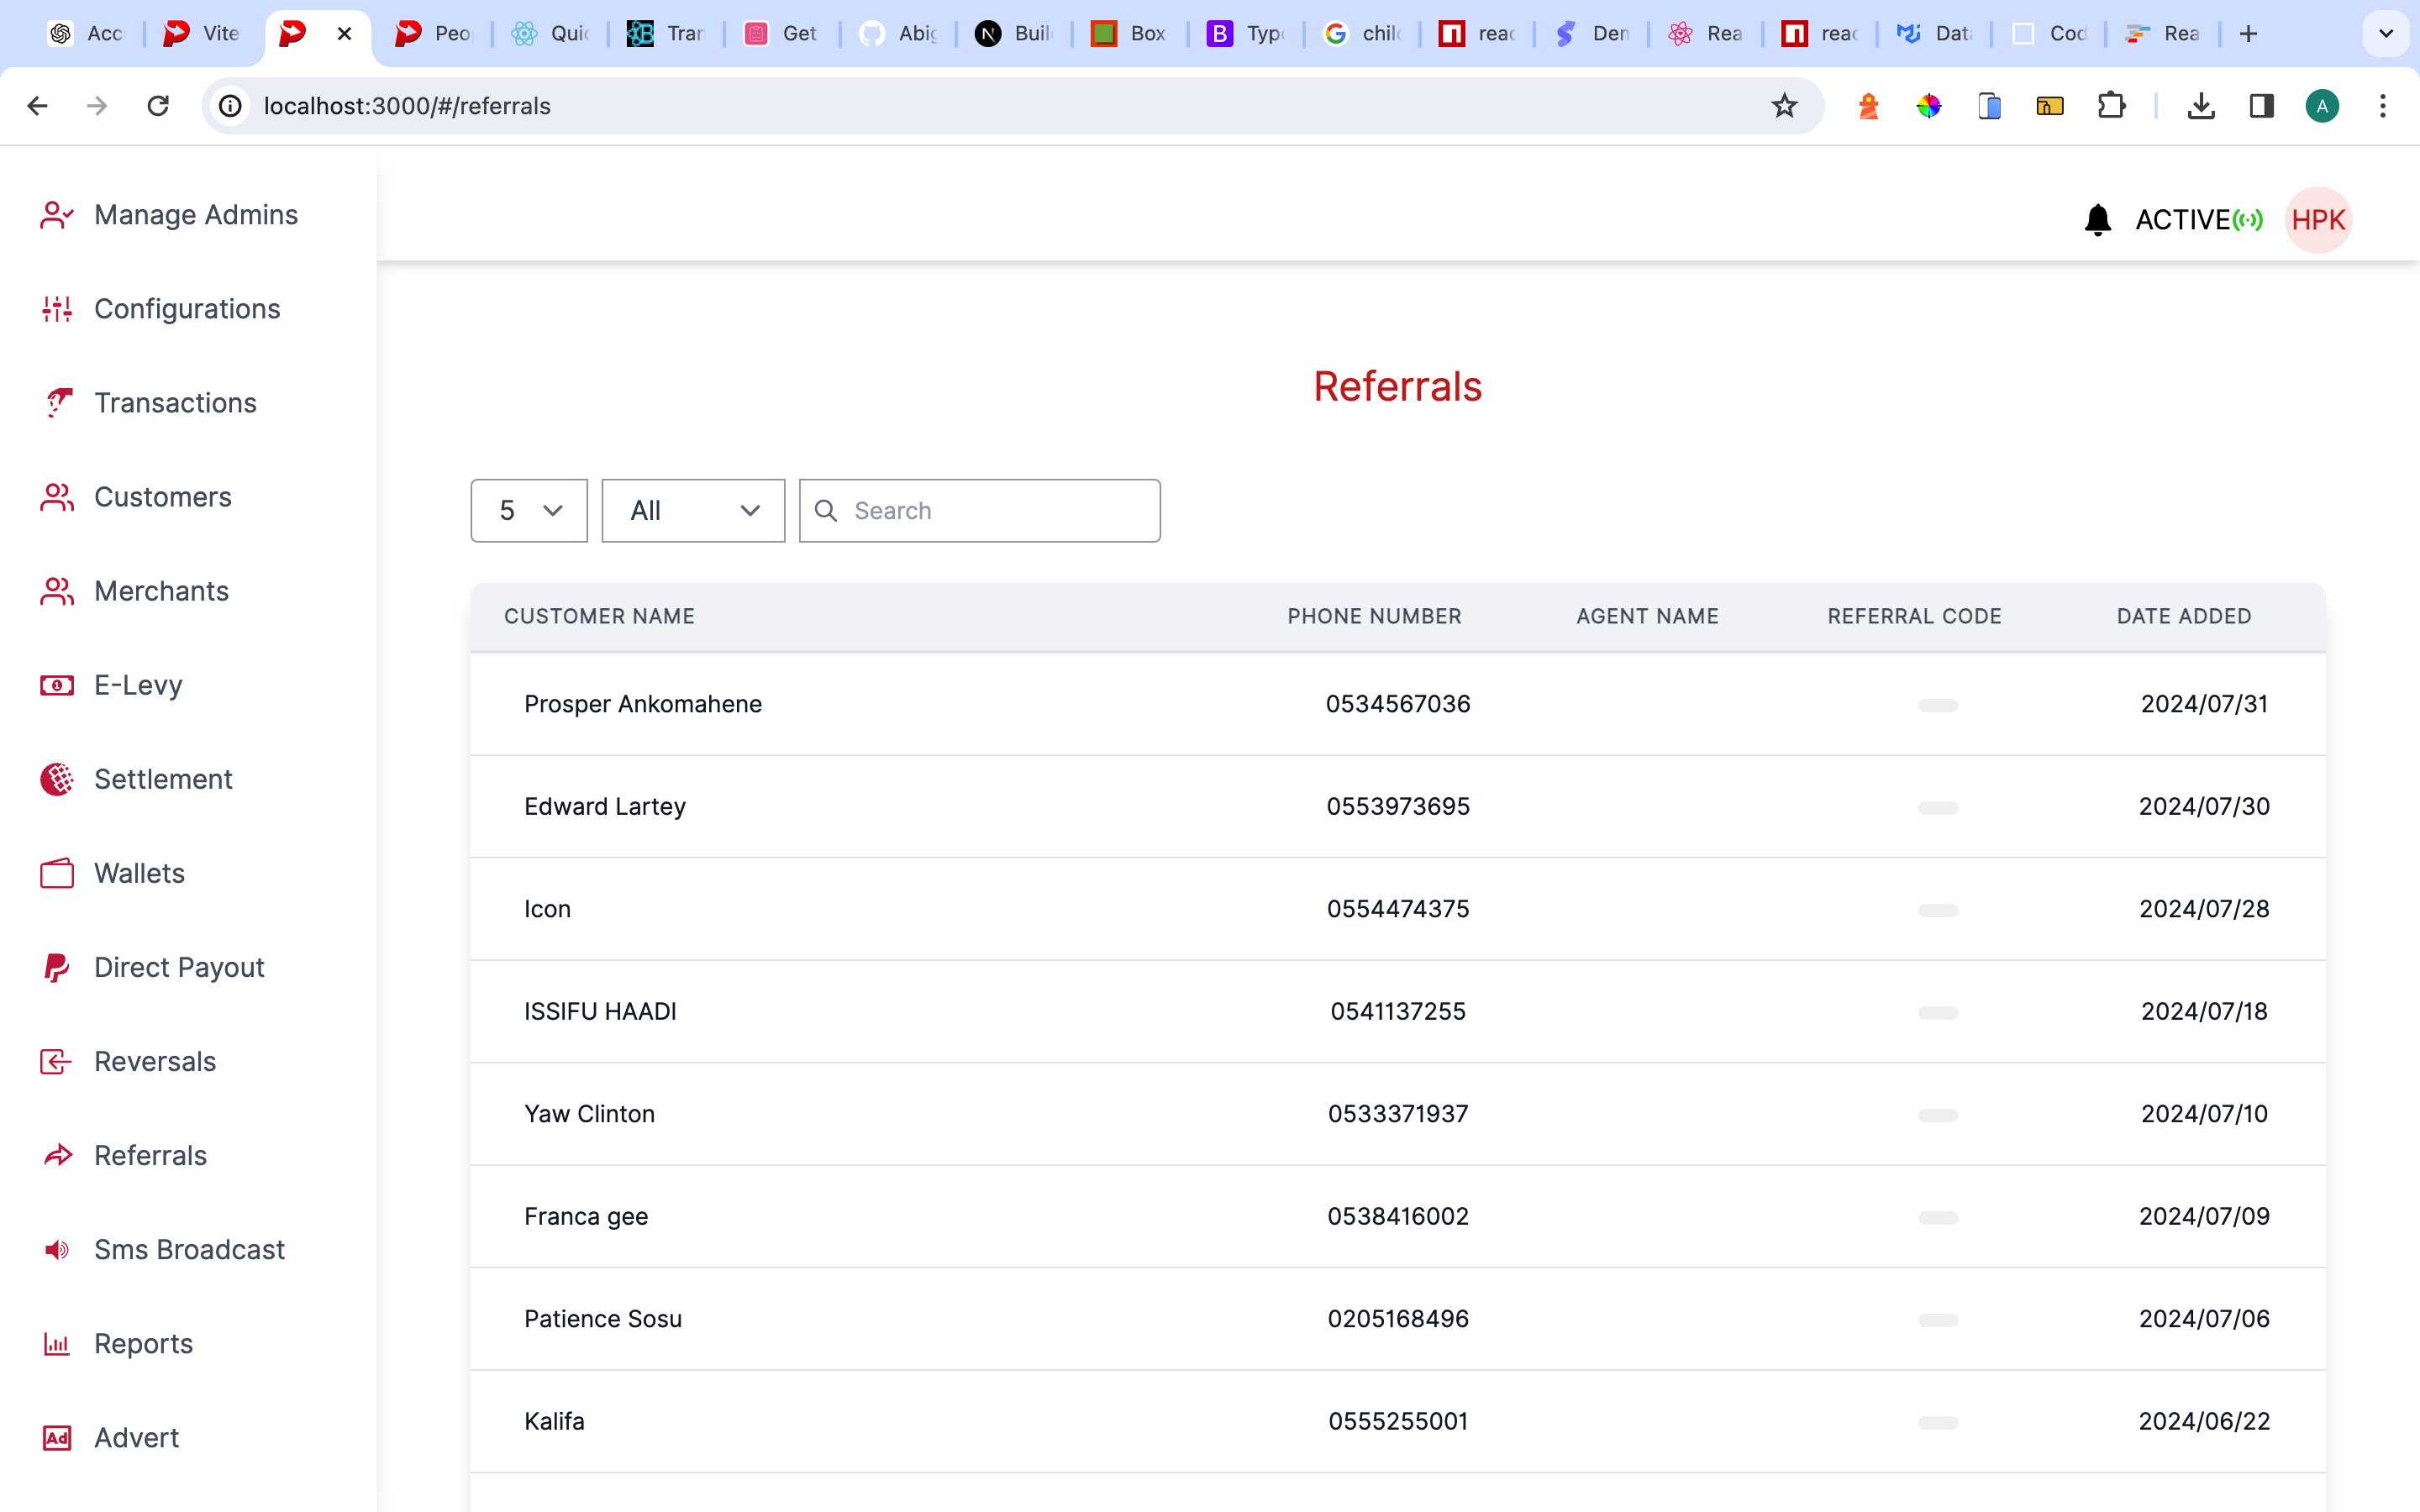 Acc Vite Peo Quic Tran Get Abig Buil Box Typ chil reac Den Rea reac Data Cod Rea
localhost:3000/#/referrals A
ACTIVE HPK
Manage Admins
Configurations
Transactions
Customers
Merchants
E-Levy
Settlement
Wallets
Direct Payout
Reversals
Referrals
Sms Broadcast
Reports
Ad Advert
Referrals
5 All Search
CUSTOMER NAME PHONE NUMBER AGENT NAME REFERRAL CODE DATE ADDED
Prosper Ankomahene 0534567036 2024/07/31
Edward Lartey 0553973695 2024/07/30
Icon 0554474375 2024/07/28
ISSIFU HAADI 0541137255 2024/07/18
Yaw Clinton 0533371937 2024/07/10
Franca gee 0538416002 2024/07/09
Patience Sosu 0205168496 2024/07/06
Kalifa 0555255001 2024/06/22